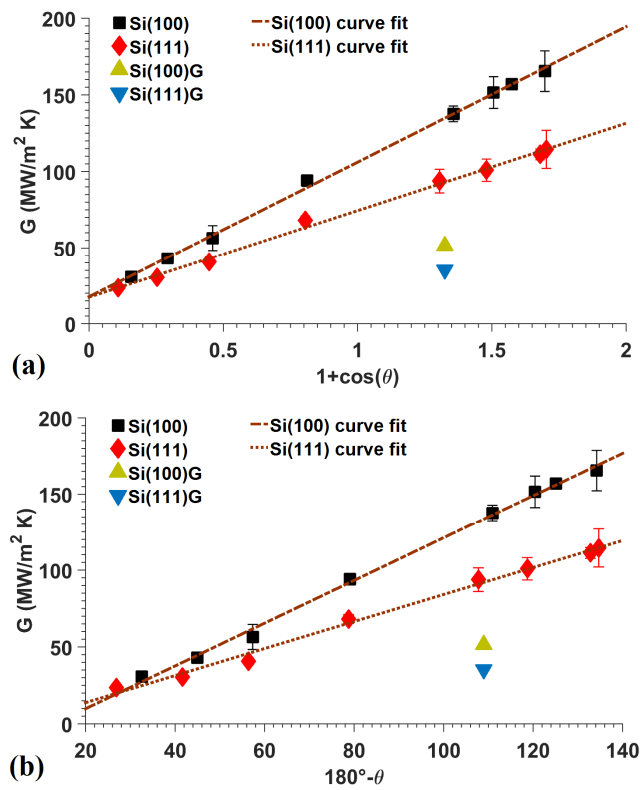 200
150
100
50
0
G (MW/m² K)
Si(100)
Si(111)
Si(100)G
Si(111)G
Si(100) curve fit
Si(111) curve fit
0
0.5
1
1.5
2
1+cos(θ)
(a)
200
150
100
50
0
G (MW/m² K)
Si(100)
Si(111)
Si(100)G
Si(111)G
Si(100) curve fit
Si(111) curve fit
20
40
60
80
100
120
140
180°-θ
(b)